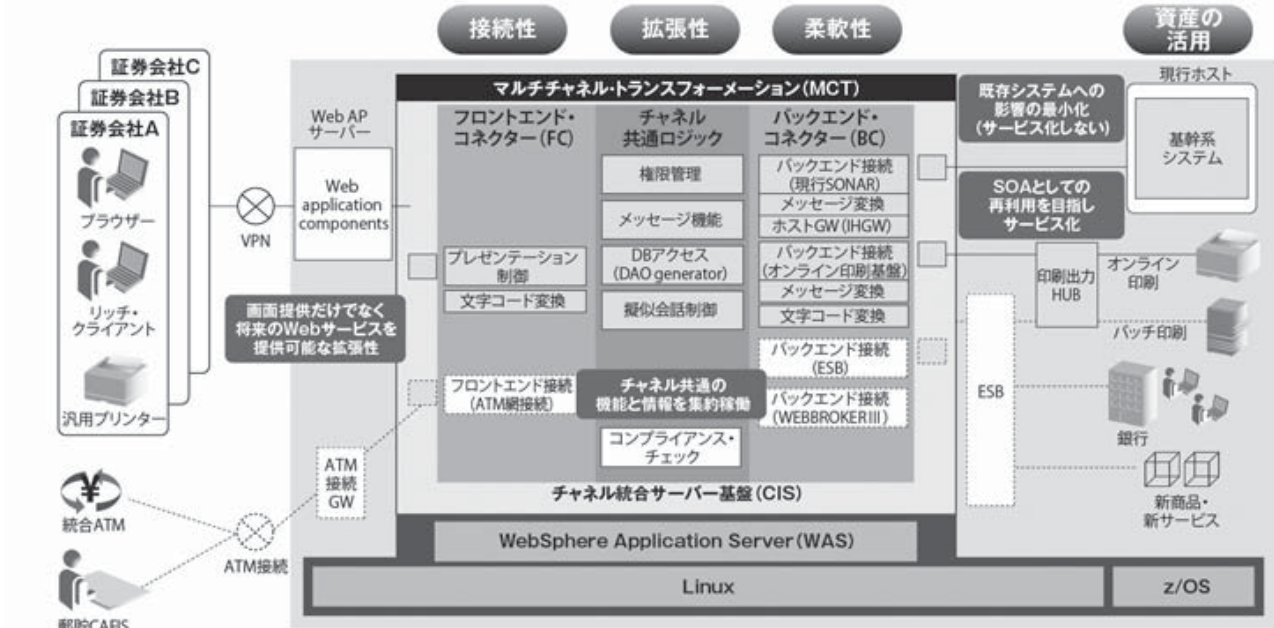 接続性
拡張性
柔軟性
資産の
活用
証券会社C
証券会社B
証券会社A
ブラウザー
リッチ・
クライアント
汎用プリンター
VPN
Web AP
サーバー
Web
application
components
画面提供だけでなく
将来のWebサービスを
提供可能な拡張性
マルチチャネル・トランスフォーメーション(MCT)
フロントエンド・
コネクター(FC)
プレゼンテーション
制御
文字コード変換
フロントエンド接続
(ATM網接続)
チャネル
共通ロジック
権限管理
メッセージ機能
DBアクセス
(DAO generator)
擬似会話制御
チャネル共通の
機能と情報を集約稼働
コンプライアンス・
チェック
バックエンド・
コネクター(BC)
バックエンド接続
(現行SONAR)
メッセージ変換
ホストGW(IHGW)
バックエンド接続
(オンライン印刷基盤)
メッセージ変換
文字コード変換
バックエンド接続
(ESB)
バックエンド接続
(WEBBROKERIII)
チャネル統合サーバー基盤(CIS)
既存システムへの
影響の最小化
(サービス化しない)
SOAとしての
再利用を目指し
サービス化
現行ホスト
基幹系
システム
印刷出力
HUB
オンライン
印刷
バッチ印刷
ESB
銀行
新商品・
新サービス
統合ATM
郵貯CAFIS
ATM接続
ATM
接続
GW
WebSphere Application Server(WAS)
Linux
z/OS